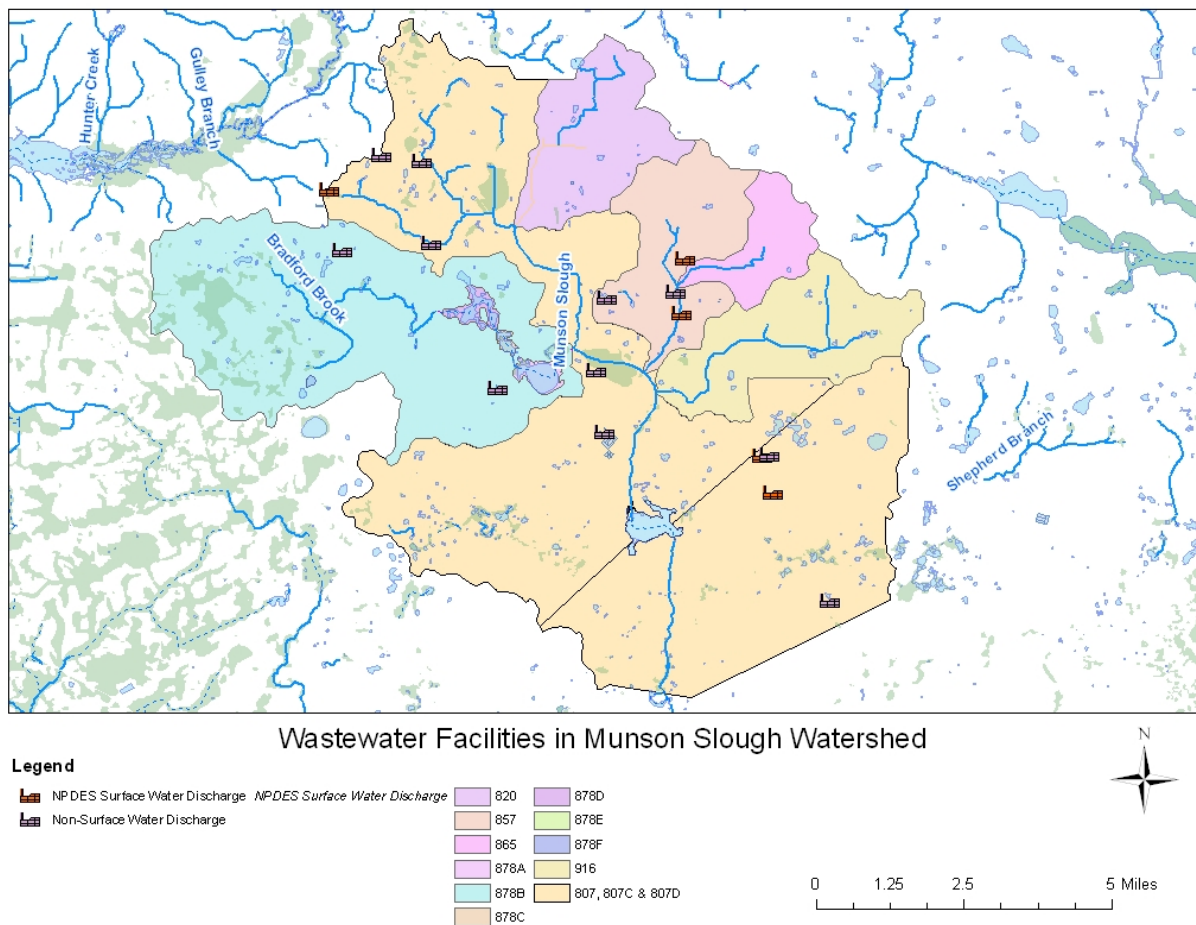 Hunter Creek
Gulley Branch
Bradford Brook
Munson Slough
Shepherd Branch
Wastewater Facilities in Munson Slough Watershed
Legend
NPDES Surface Water Discharge NPDES Surface Water Discharge
Non-Surface Water Discharge
820 878D
857 878E
865 878F
878A 916
878B 807, 807C & 807D
878C
N
0 1.25 2.5 5 Miles